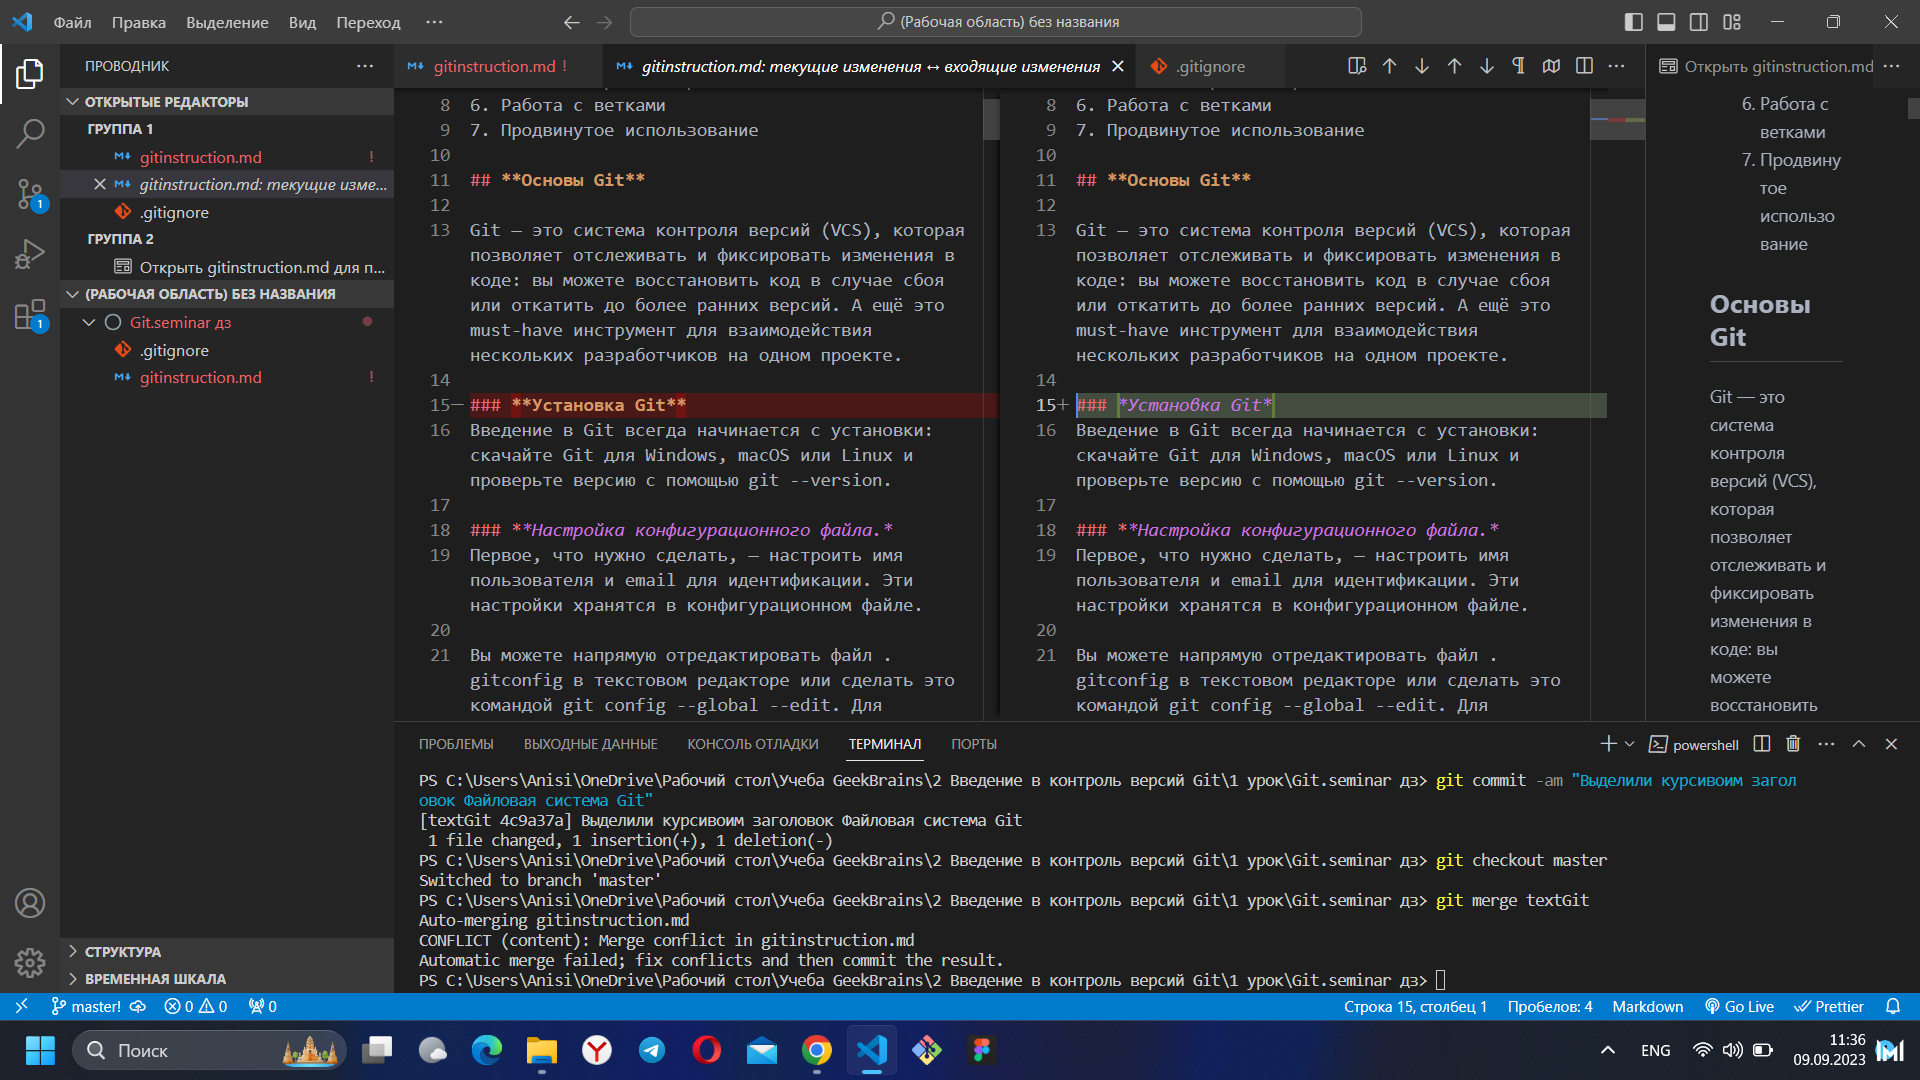 Файл Правка Выделение Вид Переход ··· (Рабочая область) без названия
ПРОВОДНИК ···
ОТКРЫТЫЕ РЕДАКТОРЫ
ГРУППА 1
gitinstruction.md !
gitinstruction.md: текущие изме...
.gitignore
ГРУППА 2
Открыть gitinstruction.md для п...
(РАБОЧАЯ ОБЛАСТЬ) БЕЗ НАЗВАНИЯ
Git.seminar дз
.gitignore
gitinstruction.md !
СТРУКТУРА
ВРЕМЕННАЯ ШКАЛА
1
1
gitinstruction.md ! gitinstruction.md: текущие изменения ↔ входящие изменения .gitignore ···
8 6. Работа с ветками
9 7. Продвинутое использование
10
11 ## **Основы Git**
12
13 Git — это система контроля версий (VCS), которая
позволяет отслеживать и фиксировать изменения в
коде: вы можете восстановить код в случае сбоя
или откатить до более ранних версий. А ещё это
must-have инструмент для взаимодействия
нескольких разработчиков на одном проекте.
14
15— ### **Установка Git**
16 Введение в Git всегда начинается с установки:
скачайте Git для Windows, macOS или Linux и
проверьте версию с помощью git --version.
17
18 ### **Настройка конфигурационного файла.*
19 Первое, что нужно сделать, — настроить имя
пользователя и email для идентификации. Эти
настройки хранятся в конфигурационном файле.
20
21 Вы можете напрямую отредактировать файл .
gitconfig в текстовом редакторе или сделать это
командой git config --global --edit. Для
8 6. Работа с ветками
9 7. Продвинутое использование
10
11 ## **Основы Git**
12
13 Git — это система контроля версий (VCS), которая
позволяет отслеживать и фиксировать изменения в
коде: вы можете восстановить код в случае сбоя
или откатить до более ранних версий. А ещё это
must-have инструмент для взаимодействия
нескольких разработчиков на одном проекте.
14
15+ ### *Установка Git*
16 Введение в Git всегда начинается с установки:
скачайте Git для Windows, macOS или Linux и
проверьте версию с помощью git --version.
17
18 ### **Настройка конфигурационного файла.*
19 Первое, что нужно сделать, — настроить имя
пользователя и email для идентификации. Эти
настройки хранятся в конфигурационном файле.
20
21 Вы можете напрямую отредактировать файл .
gitconfig в текстовом редакторе или сделать это
командой git config --global --edit. Для
Открыть gitinstruction.md ···
6. Работа с
ветками
7. Продвину
тое
использо
вание
Основы
Git
Git — это
система
контроля
версий (VCS),
которая
позволяет
отслеживать и
фиксировать
изменения в
коде: вы
можете
восстановить
ПРОБЛЕМЫ ВЫХОДНЫЕ ДАННЫЕ КОНСОЛЬ ОТЛАДКИ ТЕРМИНАЛ ПОРТЫ powershell ···
PS C:\Users\Anisi\OneDrive\Рабочий стол\Учеба GeekBrains\2 Введение в контроль версий Git\1 урок\Git.seminar дз> git commit -am "Выделили курсивоим загол
овок Файловая система Git"
[textGit 4c9a37a] Выделили курсивоим заголовок Файловая система Git
1 file changed, 1 insertion(+), 1 deletion(-)
PS C:\Users\Anisi\OneDrive\Рабочий стол\Учеба GeekBrains\2 Введение в контроль версий Git\1 урок\Git.seminar дз> git checkout master
Switched to branch 'master'
PS C:\Users\Anisi\OneDrive\Рабочий стол\Учеба GeekBrains\2 Введение в контроль версий Git\1 урок\Git.seminar дз> git merge textGit
Auto-merging gitinstruction.md
CONFLICT (content): Merge conflict in gitinstruction.md
Automatic merge failed; fix conflicts and then commit the result.
PS C:\Users\Anisi\OneDrive\Рабочий стол\Учеба GeekBrains\2 Введение в контроль версий Git\1 урок\Git.seminar дз>
master! 0 0 0 Строка 15, столбец 1 Пробелов: 4 Markdown Go Live Prettier
Поиск ENG 11:36
09.09.2023